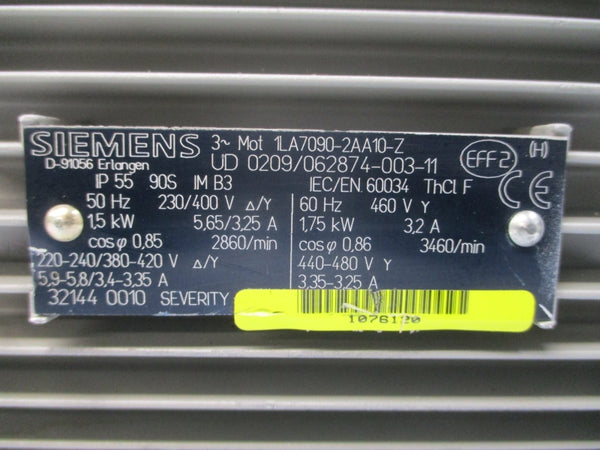 SIEMENS 3~ Mot 1LA7090-2AA10-Z
D-91056 Erlangen UD 0209/062874-003-11 EFF2 (H)
IP 55 90S IM B3 IEC/EN 60034 ThCl F CE
50 Hz 230/400 V Δ/Y 60 Hz 460 V Y
1,5 kW 5,65/3,25 A 1,75 kW 3,2 A
cos φ 0,85 2860/min cos φ 0,86 3460/min
220-240/380-420 V Δ/Y 440-480 V Y
5,9-5,8/3,4-3,35 A 3,35-3,25 A
32144 0010 SEVERITY
1076120